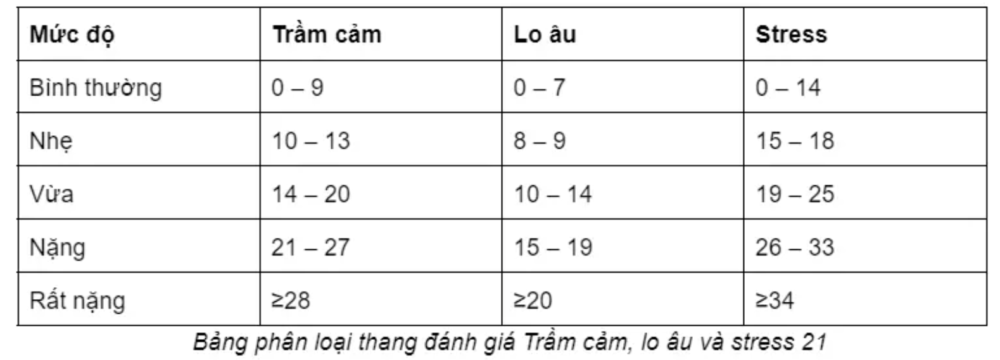 Mức độ Trầm cảm Lo âu Stress
Bình thường 0 – 9 0 – 7 0 – 14
Nhẹ 10 – 13 8 – 9 15 – 18
Vừa 14 – 20 10 – 14 19 – 25
Nặng 21 – 27 15 – 19 26 – 33
Rất nặng ≥28 ≥20 ≥34
Bảng phân loại thang đánh giá Trầm cảm, lo âu và stress 21